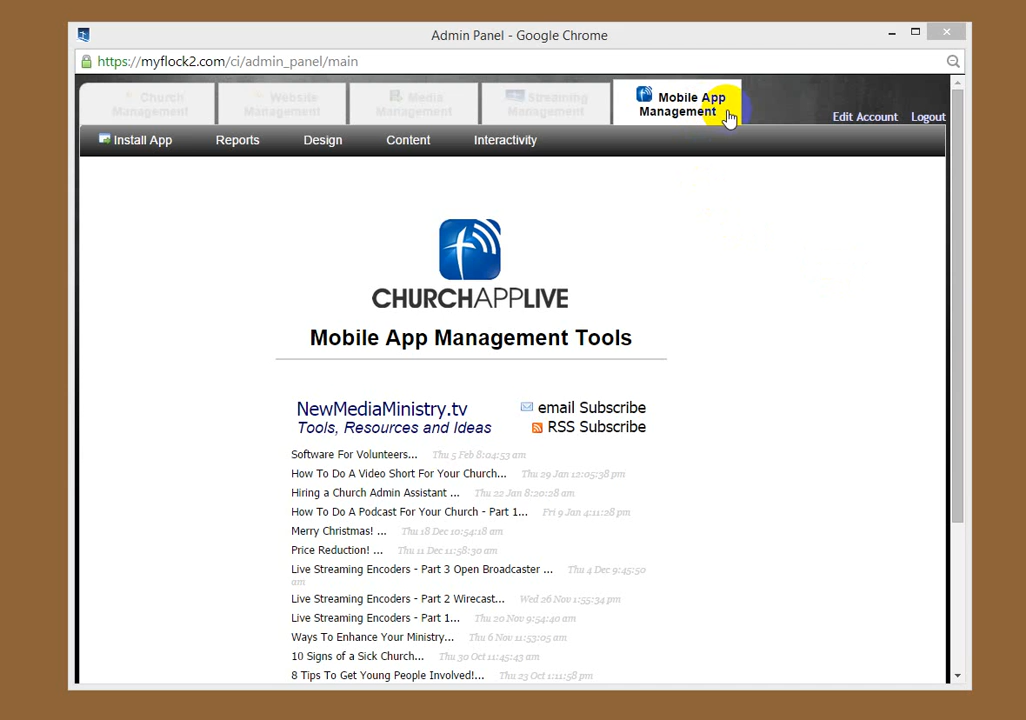 Admin Panel - Google Chrome
https://myflock2.com/ci/admin_panel/main
Church Management
Website Management
Media Management
Streaming Management
Mobile App Management
Edit Account
Logout
Install App
Reports
Design
Content
Interactivity
CHURCHAPPLIVE
Mobile App Management Tools
NewMediaMinistry.tv
Tools, Resources and Ideas
email Subscribe
RSS Subscribe
Software For Volunteers... Thu 5 Feb 8:04:53 am
How To Do A Video Short For Your Church... Thu 29 Jan 12:05:38 pm
Hiring a Church Admin Assistant ... Thu 22 Jan 8:20:28 am
How To Do A Podcast For Your Church - Part 1... Fri 9 Jan 4:11:28 pm
Merry Christmas! ... Thu 18 Dec 10:54:18 am
Price Reduction! ... Thu 11 Dec 11:58:30 am
Live Streaming Encoders - Part 3 Open Broadcaster ... Thu 4 Dec 9:45:50
am
Live Streaming Encoders - Part 2 Wirecast... Wed 26 Nov 1:55:34 pm
Live Streaming Encoders - Part 1... Thu 20 Nov 9:54:40 am
Ways To Enhance Your Ministry... Thu 6 Nov 11:53:05 am
10 Signs of a Sick Church... Thu 30 Oct 11:45:43 am
8 Tips To Get Young People Involved!... Thu 23 Oct 1:11:58 pm